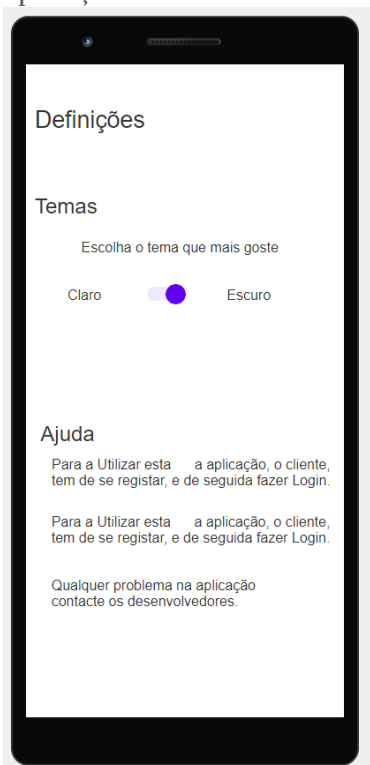 Definições
Temas
Escolha o tema que mais goste
Claro Escuro
Ajuda
Para a Utilizar esta a aplicação, o cliente,
tem de se registar, e de seguida fazer Login.
Para a Utilizar esta a aplicação, o cliente,
tem de se registar, e de seguida fazer Login.
Qualquer problema na aplicação
contacte os desenvolvedores.